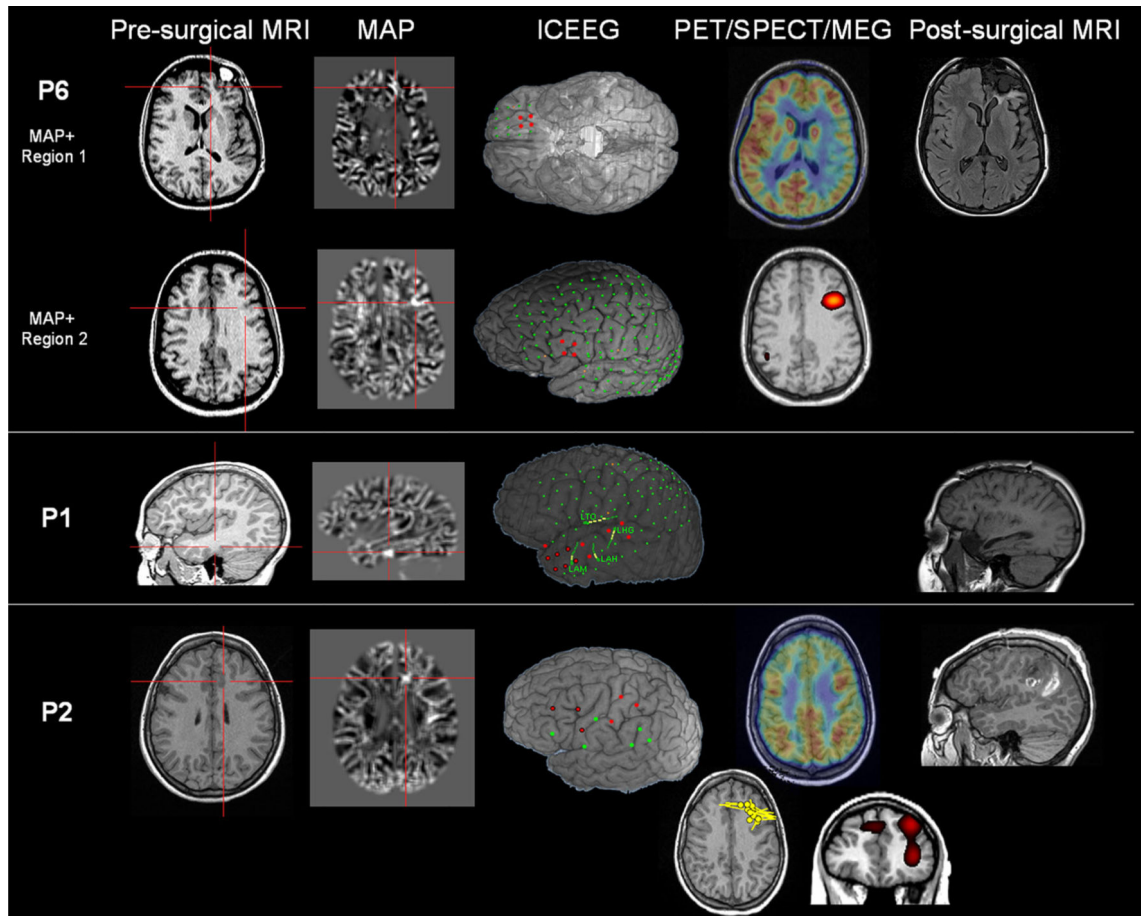 Pre-surgical MRI MAP ICEEG PET/SPECT/MEG Post-surgical MRI
P6
MAP+
Region 1
MAP+
Region 2
P1
LTO
LHG
LAH
LAM
P2